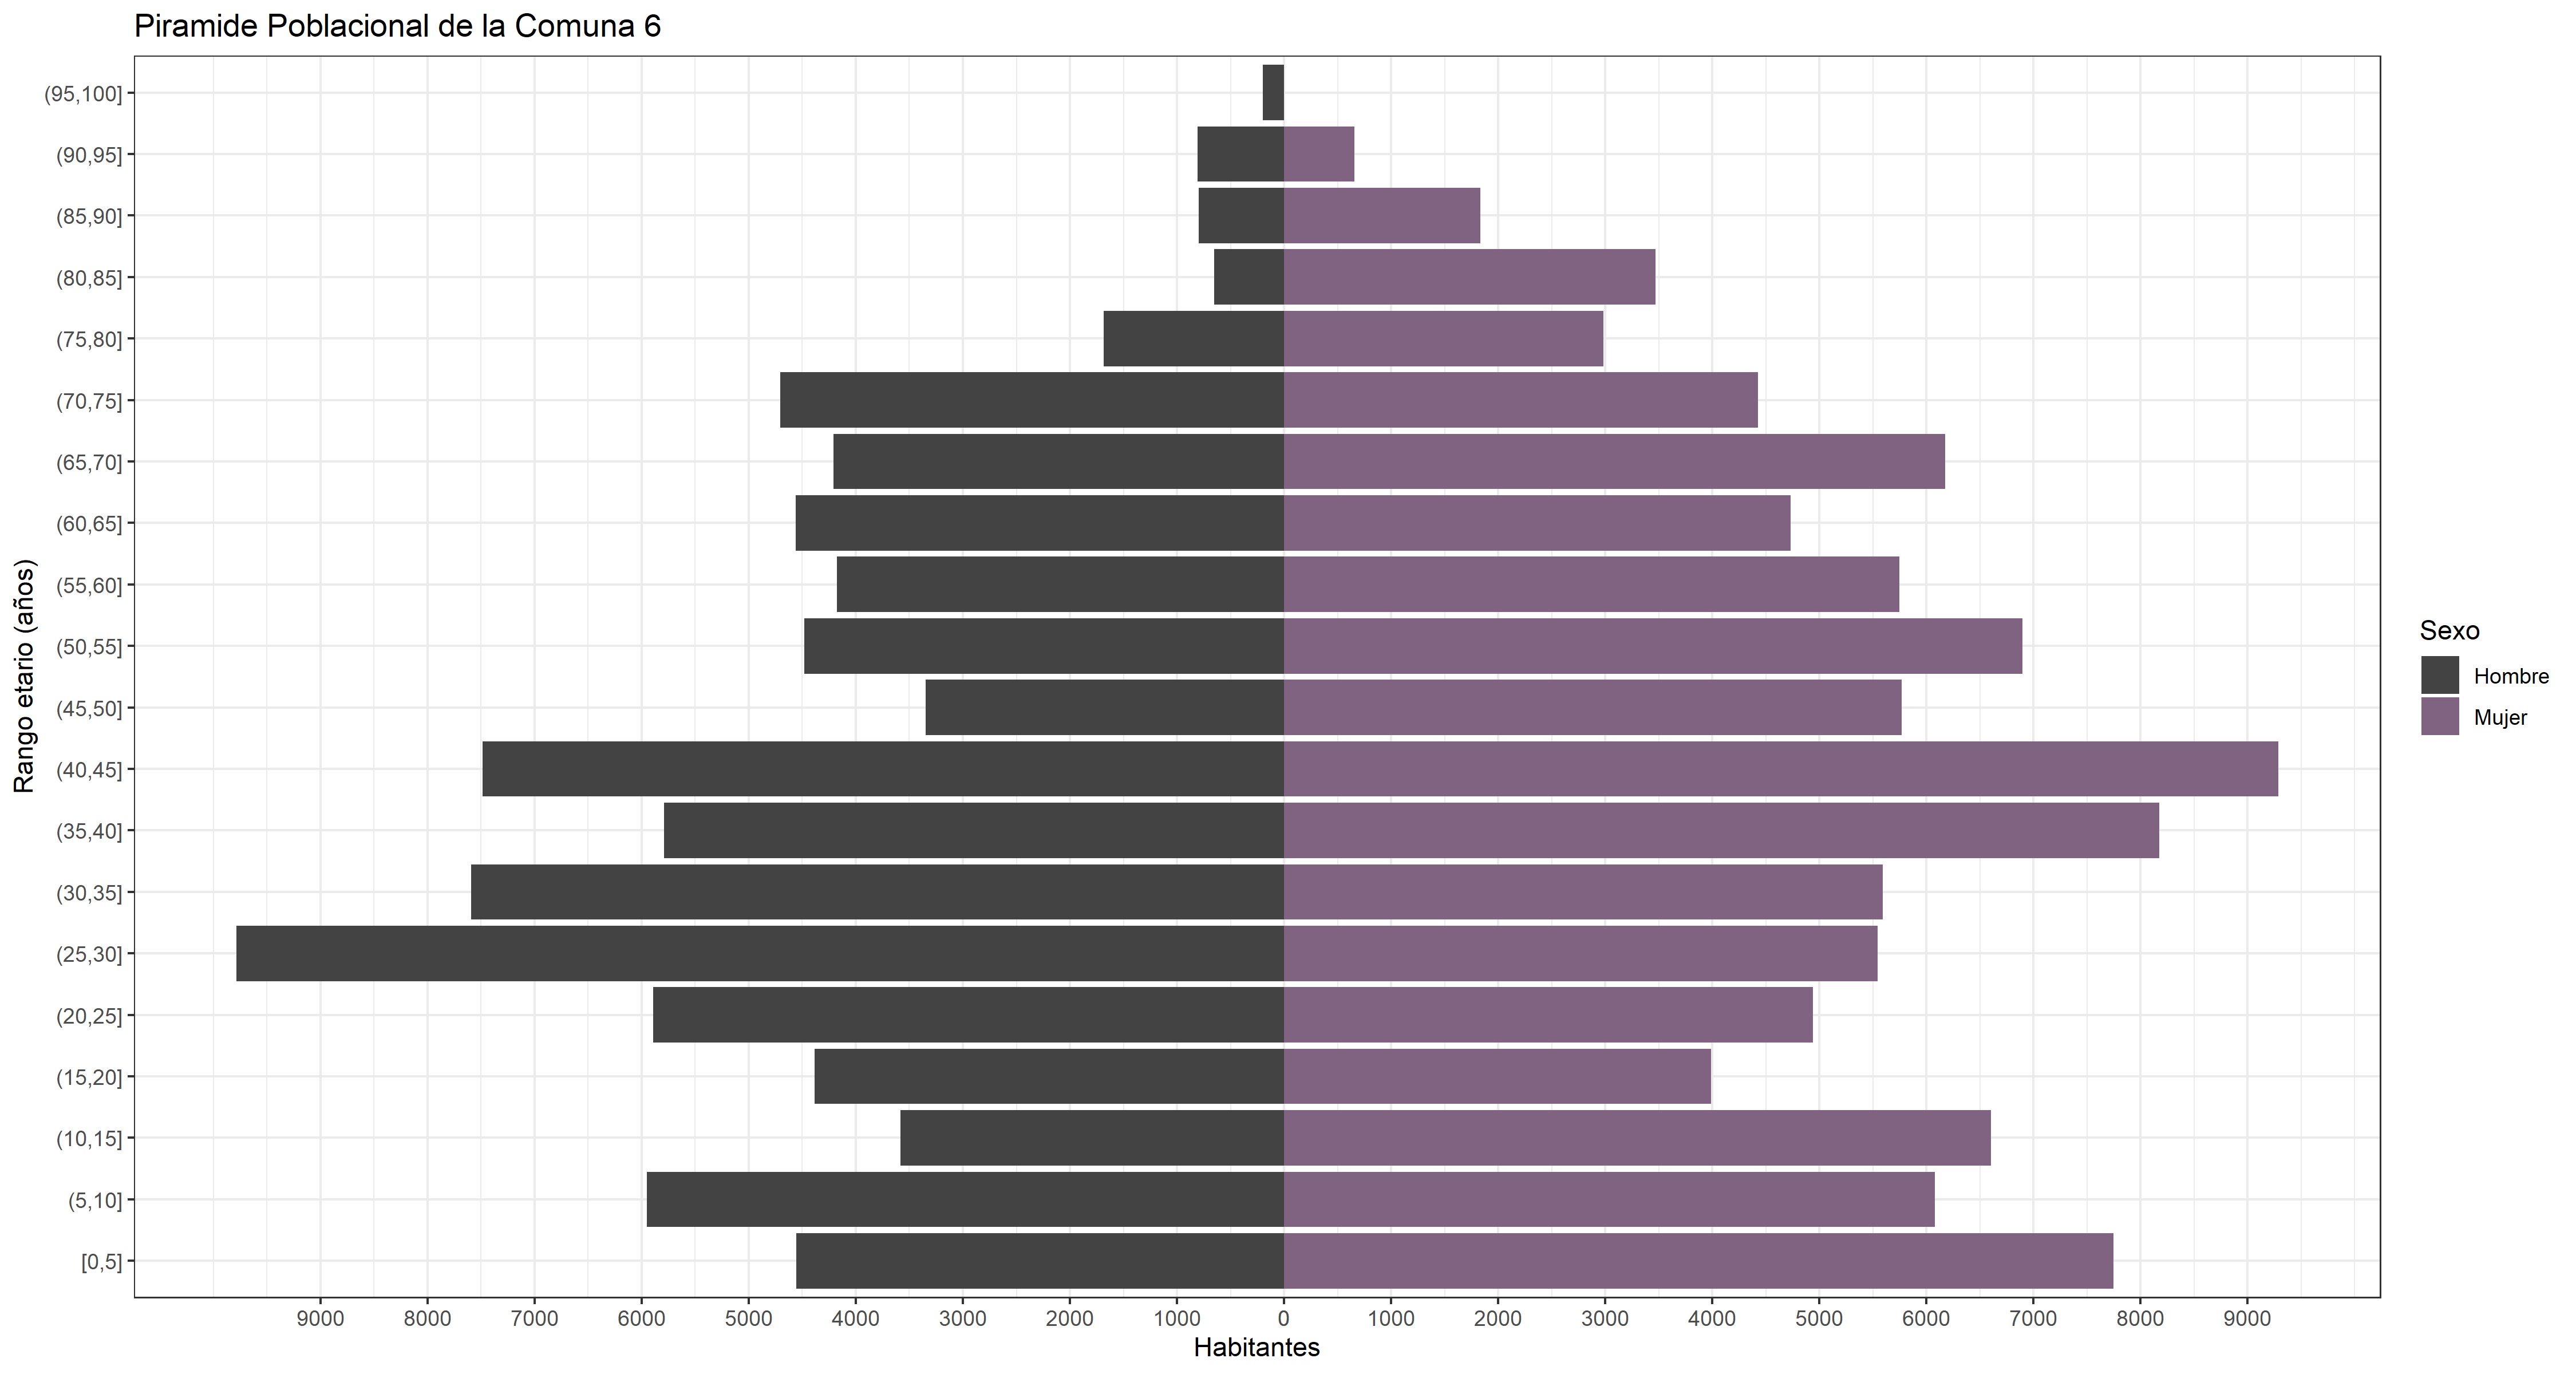 Piramide Poblacional de la Comuna 6
(95,100]
(90,95]
(85,90]
(80,85]
(75,80]
(70,75]
(65,70]
(60,65]
(55,60]
(50,55]
(45,50]
(40,45]
(35,40]
(30,35]
(25,30]
(20,25]
(15,20]
(10,15]
(5,10]
[0,5]
Rango etario (años)
9000 8000 7000 6000 5000 4000 3000 2000 1000 0 1000 2000 3000 4000 5000 6000 7000 8000 9000
Habitantes
Sexo
Hombre
Mujer